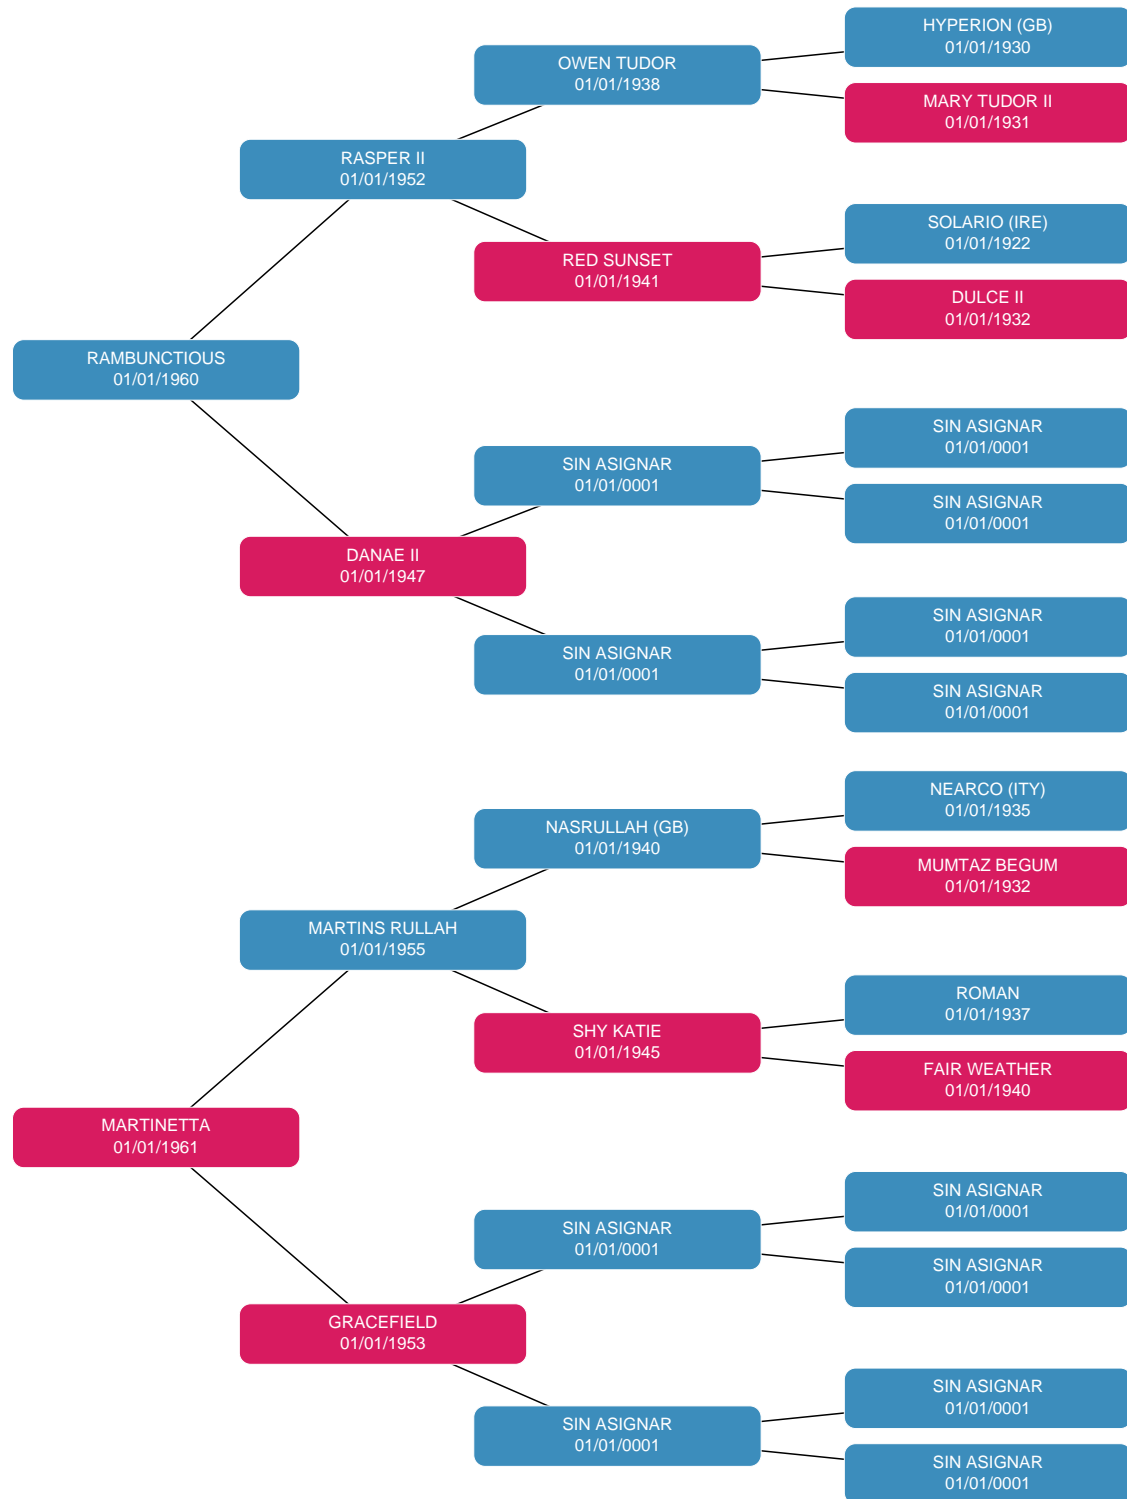 HYPERION (GB)
01/01/1930
OWEN TUDOR
01/01/1938
MARY TUDOR II
01/01/1931
RASPER II
01/01/1952
SOLARIO (IRE)
01/01/1922
RED SUNSET
01/01/1941
DULCE II
01/01/1932
RAMBUNCTIOUS
01/01/1960
SIN ASIGNAR
01/01/0001
SIN ASIGNAR
01/01/0001
SIN ASIGNAR
01/01/0001
DANAE II
01/01/1947
SIN ASIGNAR
01/01/0001
SIN ASIGNAR
01/01/0001
SIN ASIGNAR
01/01/0001
NEARCO (ITY)
01/01/1935
NASRULLAH (GB)
01/01/1940
MUMTAZ BEGUM
01/01/1932
MARTINS RULLAH
01/01/1955
ROMAN
01/01/1937
SHY KATIE
01/01/1945
FAIR WEATHER
01/01/1940
MARTINETTA
01/01/1961
SIN ASIGNAR
01/01/0001
SIN ASIGNAR
01/01/0001
SIN ASIGNAR
01/01/0001
GRACEFIELD
01/01/1953
SIN ASIGNAR
01/01/0001
SIN ASIGNAR
01/01/0001
SIN ASIGNAR
01/01/0001